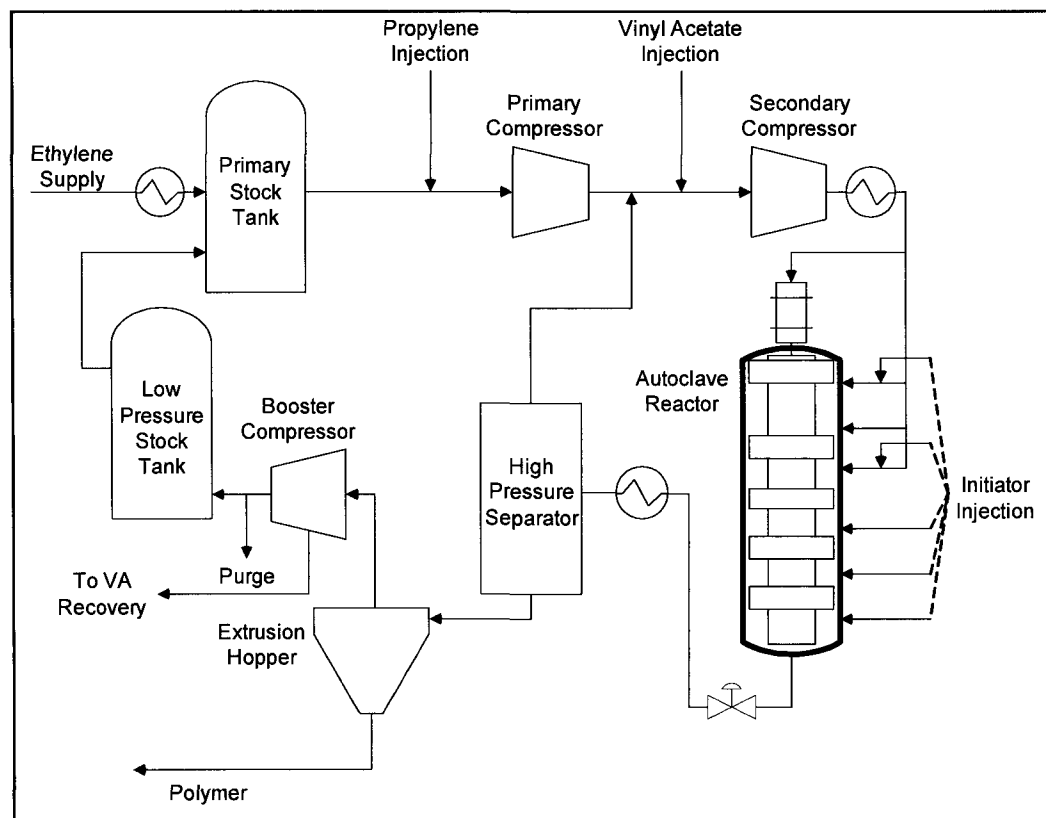 Propylene
Injection
Vinyl Acetate
Injection
Primary
Compressor
Secondary
Compressor
Ethylene
Supply
Primary
Stock
Tank
Autoclave
Reactor
Low
Pressure
Stock
Tank
Booster
Compressor
High
Pressure
Separator
Initiator
Injection
Purge
To VA
Recovery
Extrusion
Hopper
Polymer